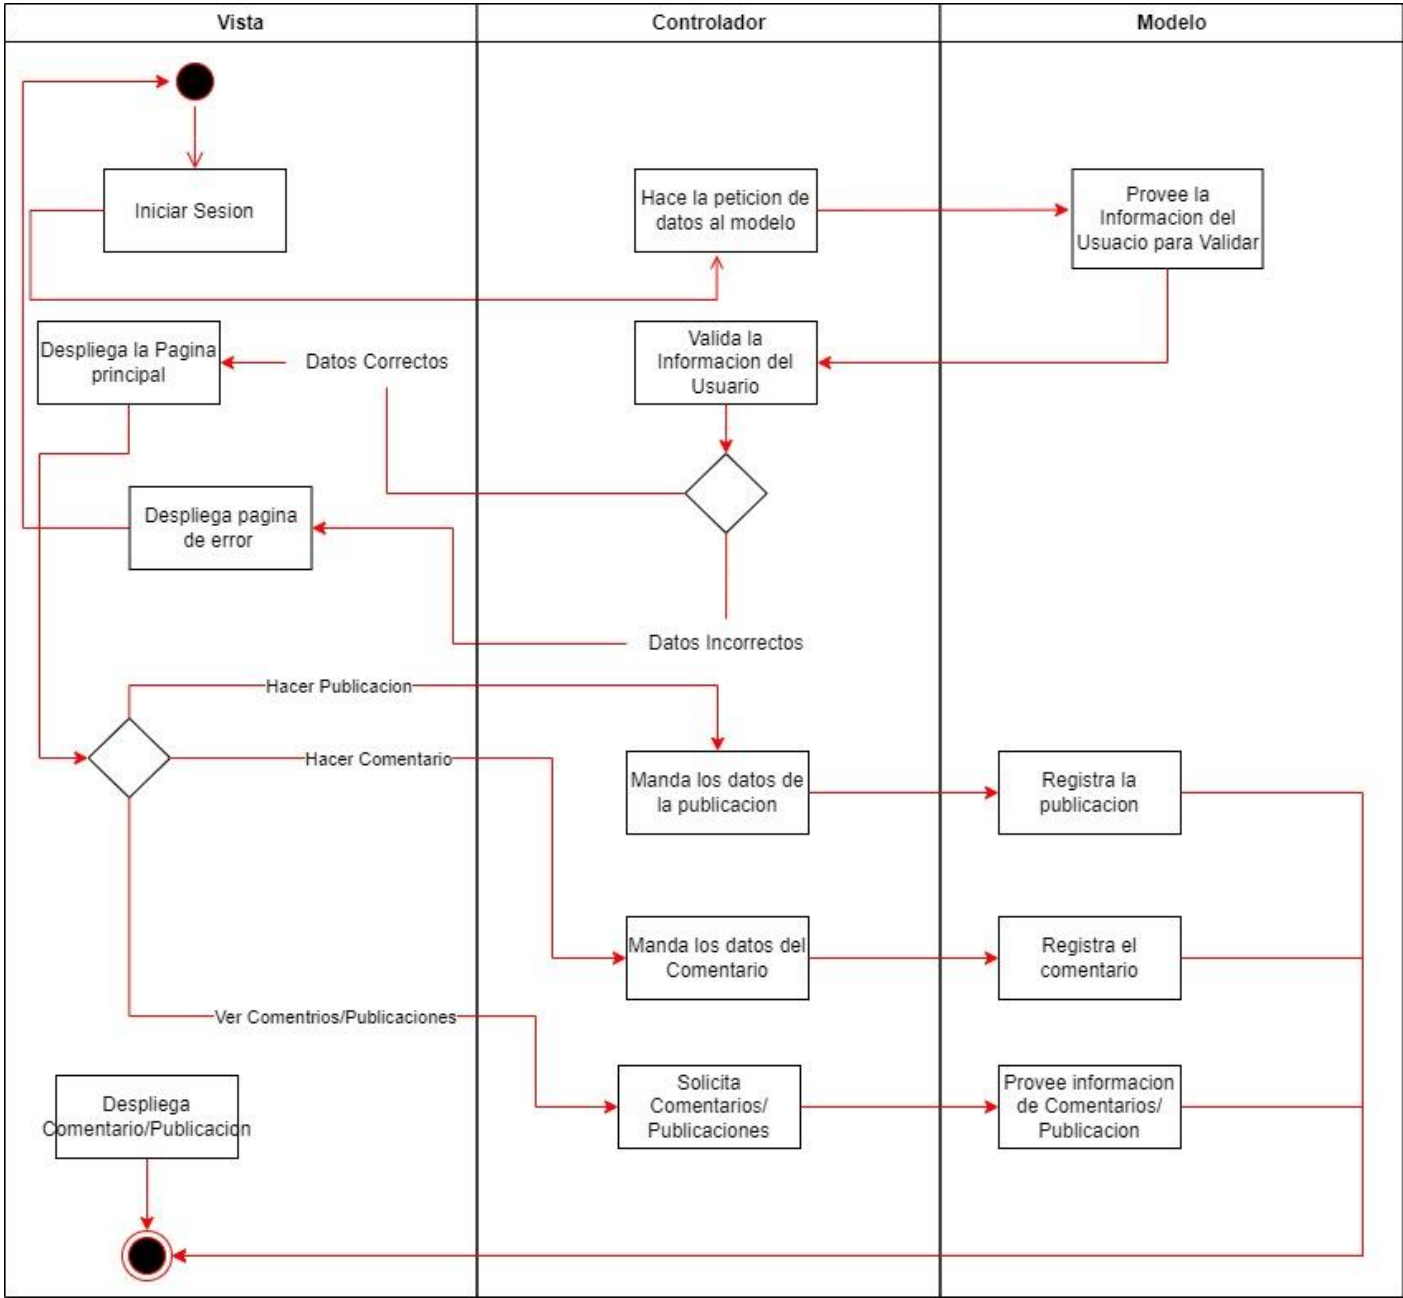 Vista
Controlador
Modelo
Iniciar Sesion
Hace la peticion de
datos al modelo
Provee la
Informacion del
Usuacio para Validar
Despliega la Pagina
principal
Datos Correctos
Valida la
Informacion del
Usuario
Despliega pagina
de error
Datos Incorrectos
Hacer Publicacion
Hacer Comentario
Manda los datos de
la publicacion
Registra la
publicacion
Manda los datos del
Comentario
Registra el
comentario
Ver Comentrios/Publicaciones
Solicita
Comentarios/
Publicaciones
Provee informacion
de Comentarios/
Publicacion
Despliega
Comentario/Publicacion